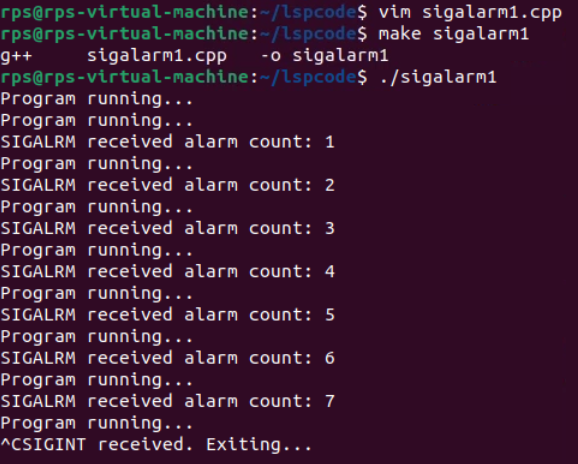 rps@rps-virtual-machine:~/lspcode$ vim sigalarm1.cpp
rps@rps-virtual-machine:~/lspcode$ make sigalarm1
g++     sigalarm1.cpp   -o sigalarm1
rps@rps-virtual-machine:~/lspcode$ ./sigalarm1
Program running...
Program running...
SIGALRM received alarm count: 1
Program running...
SIGALRM received alarm count: 2
Program running...
SIGALRM received alarm count: 3
Program running...
SIGALRM received alarm count: 4
Program running...
SIGALRM received alarm count: 5
Program running...
SIGALRM received alarm count: 6
Program running...
SIGALRM received alarm count: 7
Program running...
^CSIGINT received. Exiting...